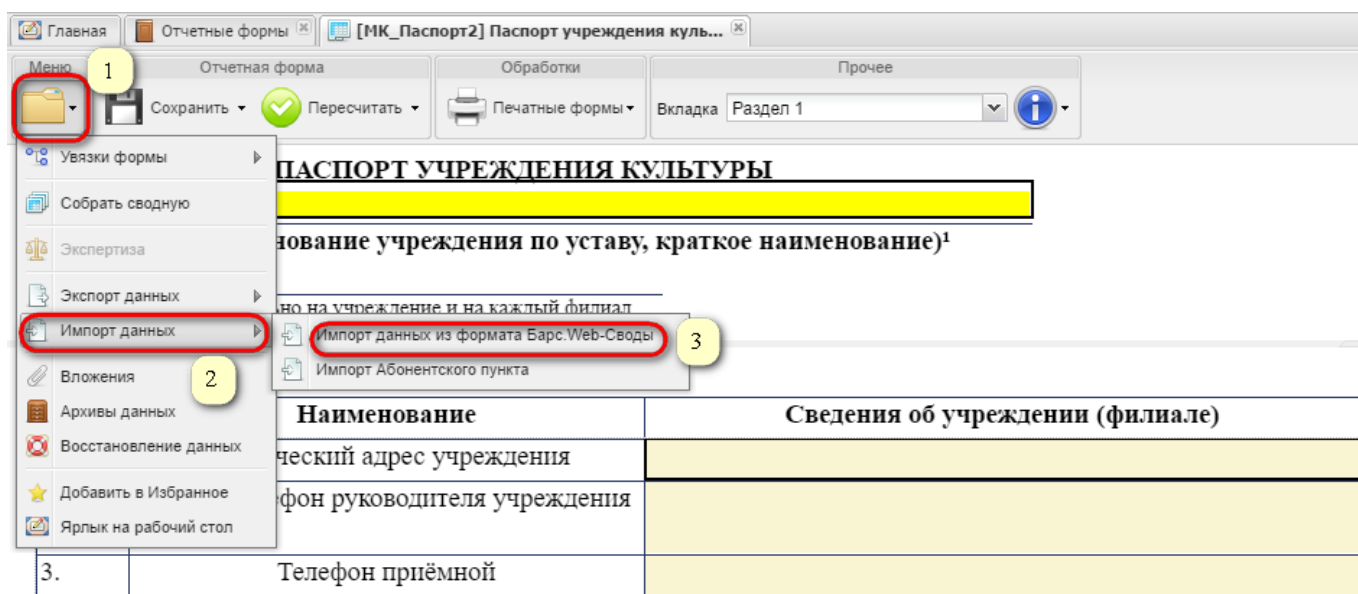 Главная
Отчетные формы
[МК_Паспорт2] Паспорт учреждения куль...
Меню
Отчетная форма
Обработки
Прочее
1
Сохранить
Пересчитать
Печатные формы
Вкладка Раздел 1
Увязки формы
Собрать сводную
Экспертиза
Экспорт данных
Импорт данных
2
Вложения
Архивы данных
Восстановление данных
Добавить в Избранное
Ярлык на рабочий стол
Импорт данных из формата Барс.Web-Своды
3
Импорт Абонентского пункта
ПАСПОРТ УЧРЕЖДЕНИЯ КУЛЬТУРЫ
учреждения по уставу, краткое наименование)¹
на учреждение и на каждый филиал
Наименование
Сведения об учреждении (филиале)
адрес учреждения
руководителя учреждения
3.
Телефон приёмной